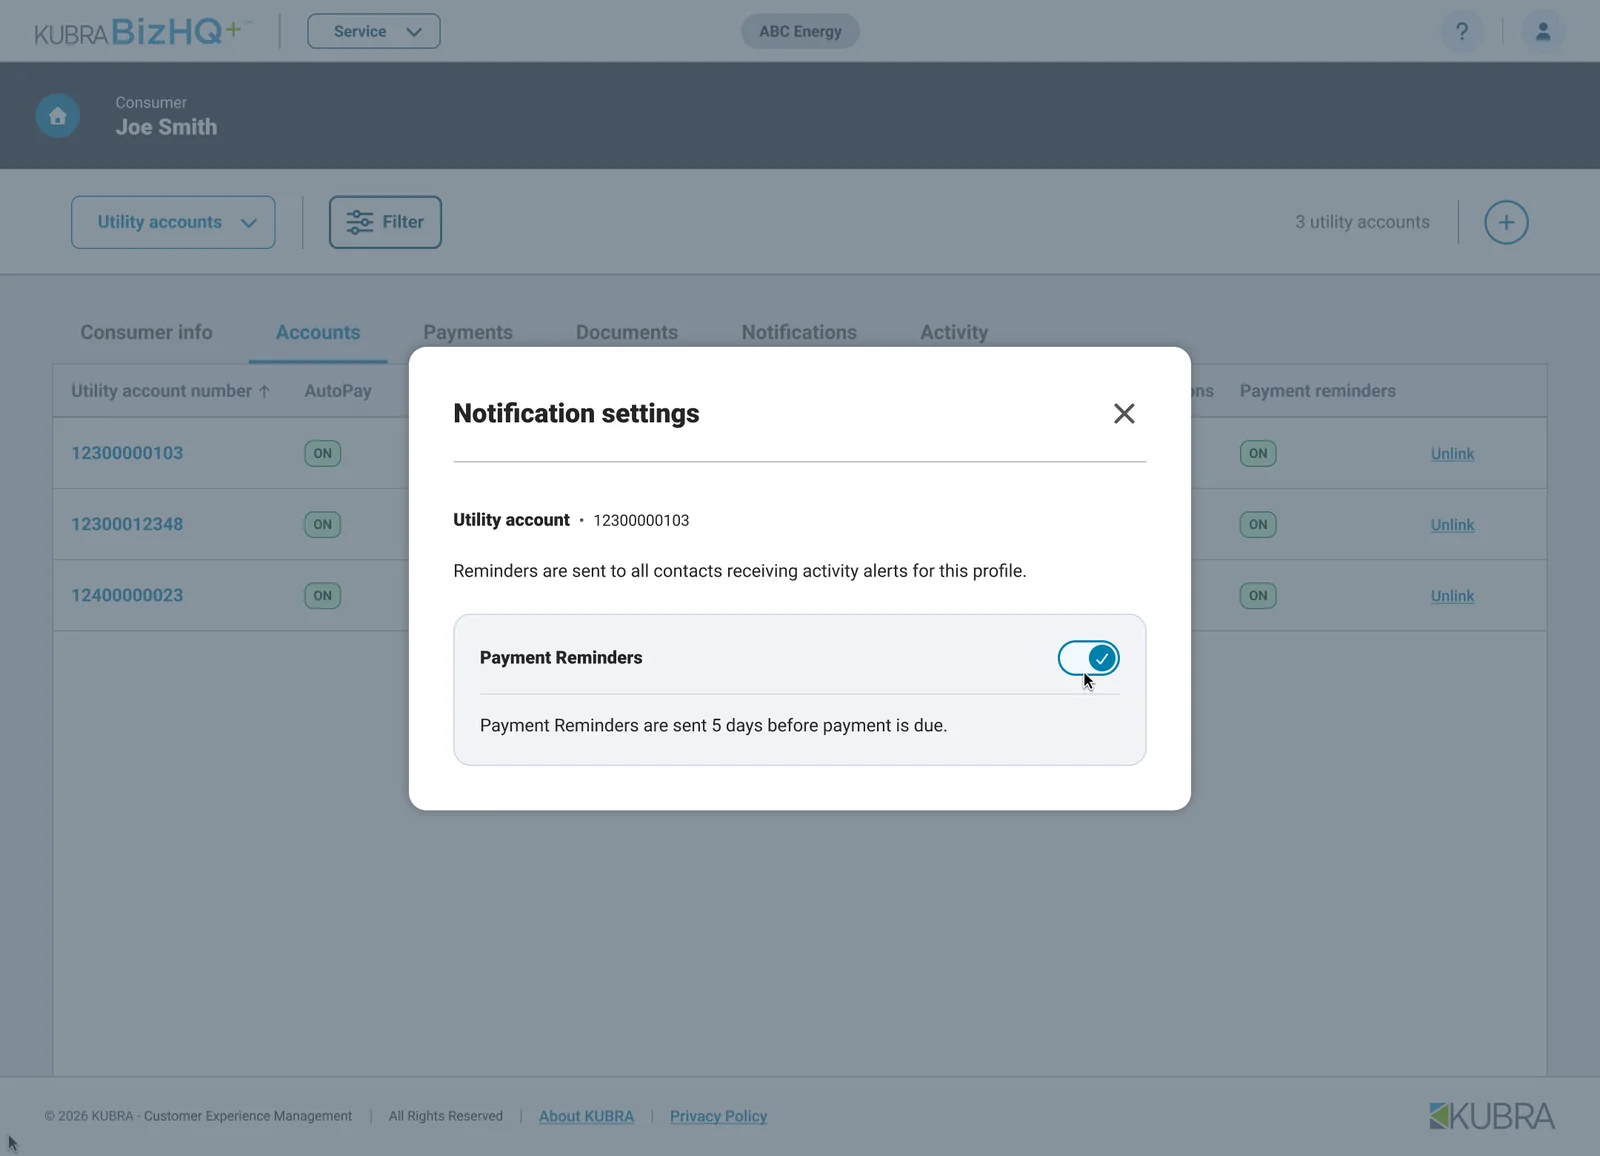 KUBRA BizHQ+™
Service
ABC Energy
?
Consumer
Joe Smith
Utility accounts
Filter
3 utility accounts
Consumer info Accounts Payments Documents Notifications Activity
Utility account number ↑ AutoPay ons Payment reminders
12300000103 ON ON Unlink
12300012348 ON ON Unlink
12400000023 ON ON Unlink
Notification settings
Utility account • 12300000103
Reminders are sent to all contacts receiving activity alerts for this profile.
Payment Reminders
Payment Reminders are sent 5 days before payment is due.
© 2026 KUBRA - Customer Experience Management | All Rights Reserved | About KUBRA | Privacy Policy
KUBRA